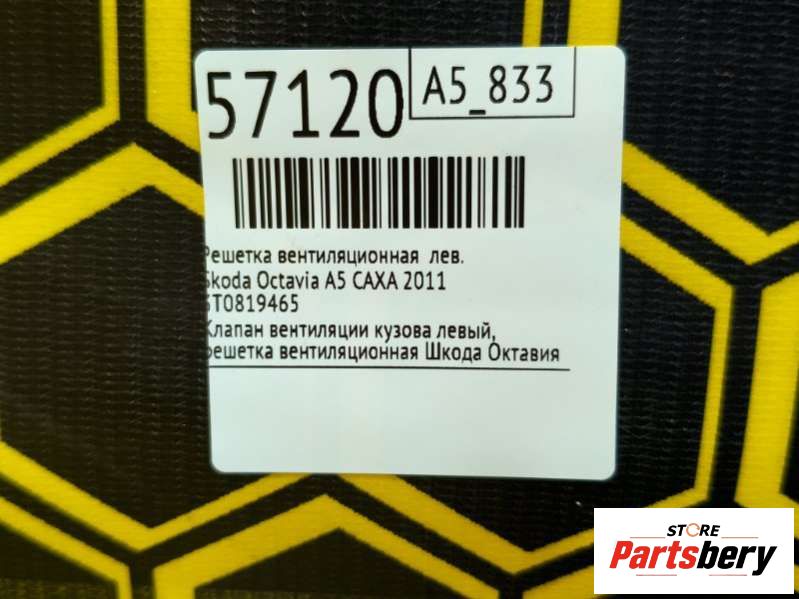 57120
A5_833
Решетка вентиляционная лев.
Skoda Octavia A5 CAXA 2011
5T0819465
Клапан вентиляции кузова левый,
решетка вентиляционная Шкода Октавия
STORE
Partsbery